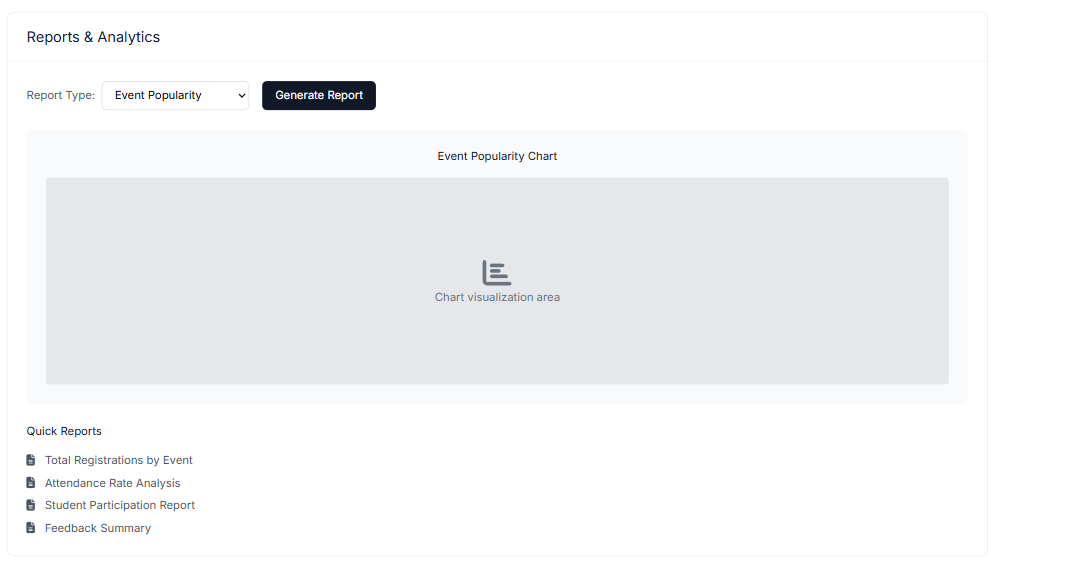 Reports & Analytics
Report Type: Event Popularity Generate Report
Event Popularity Chart
Chart visualization area
Quick Reports
Total Registrations by Event
Attendance Rate Analysis
Student Participation Report
Feedback Summary